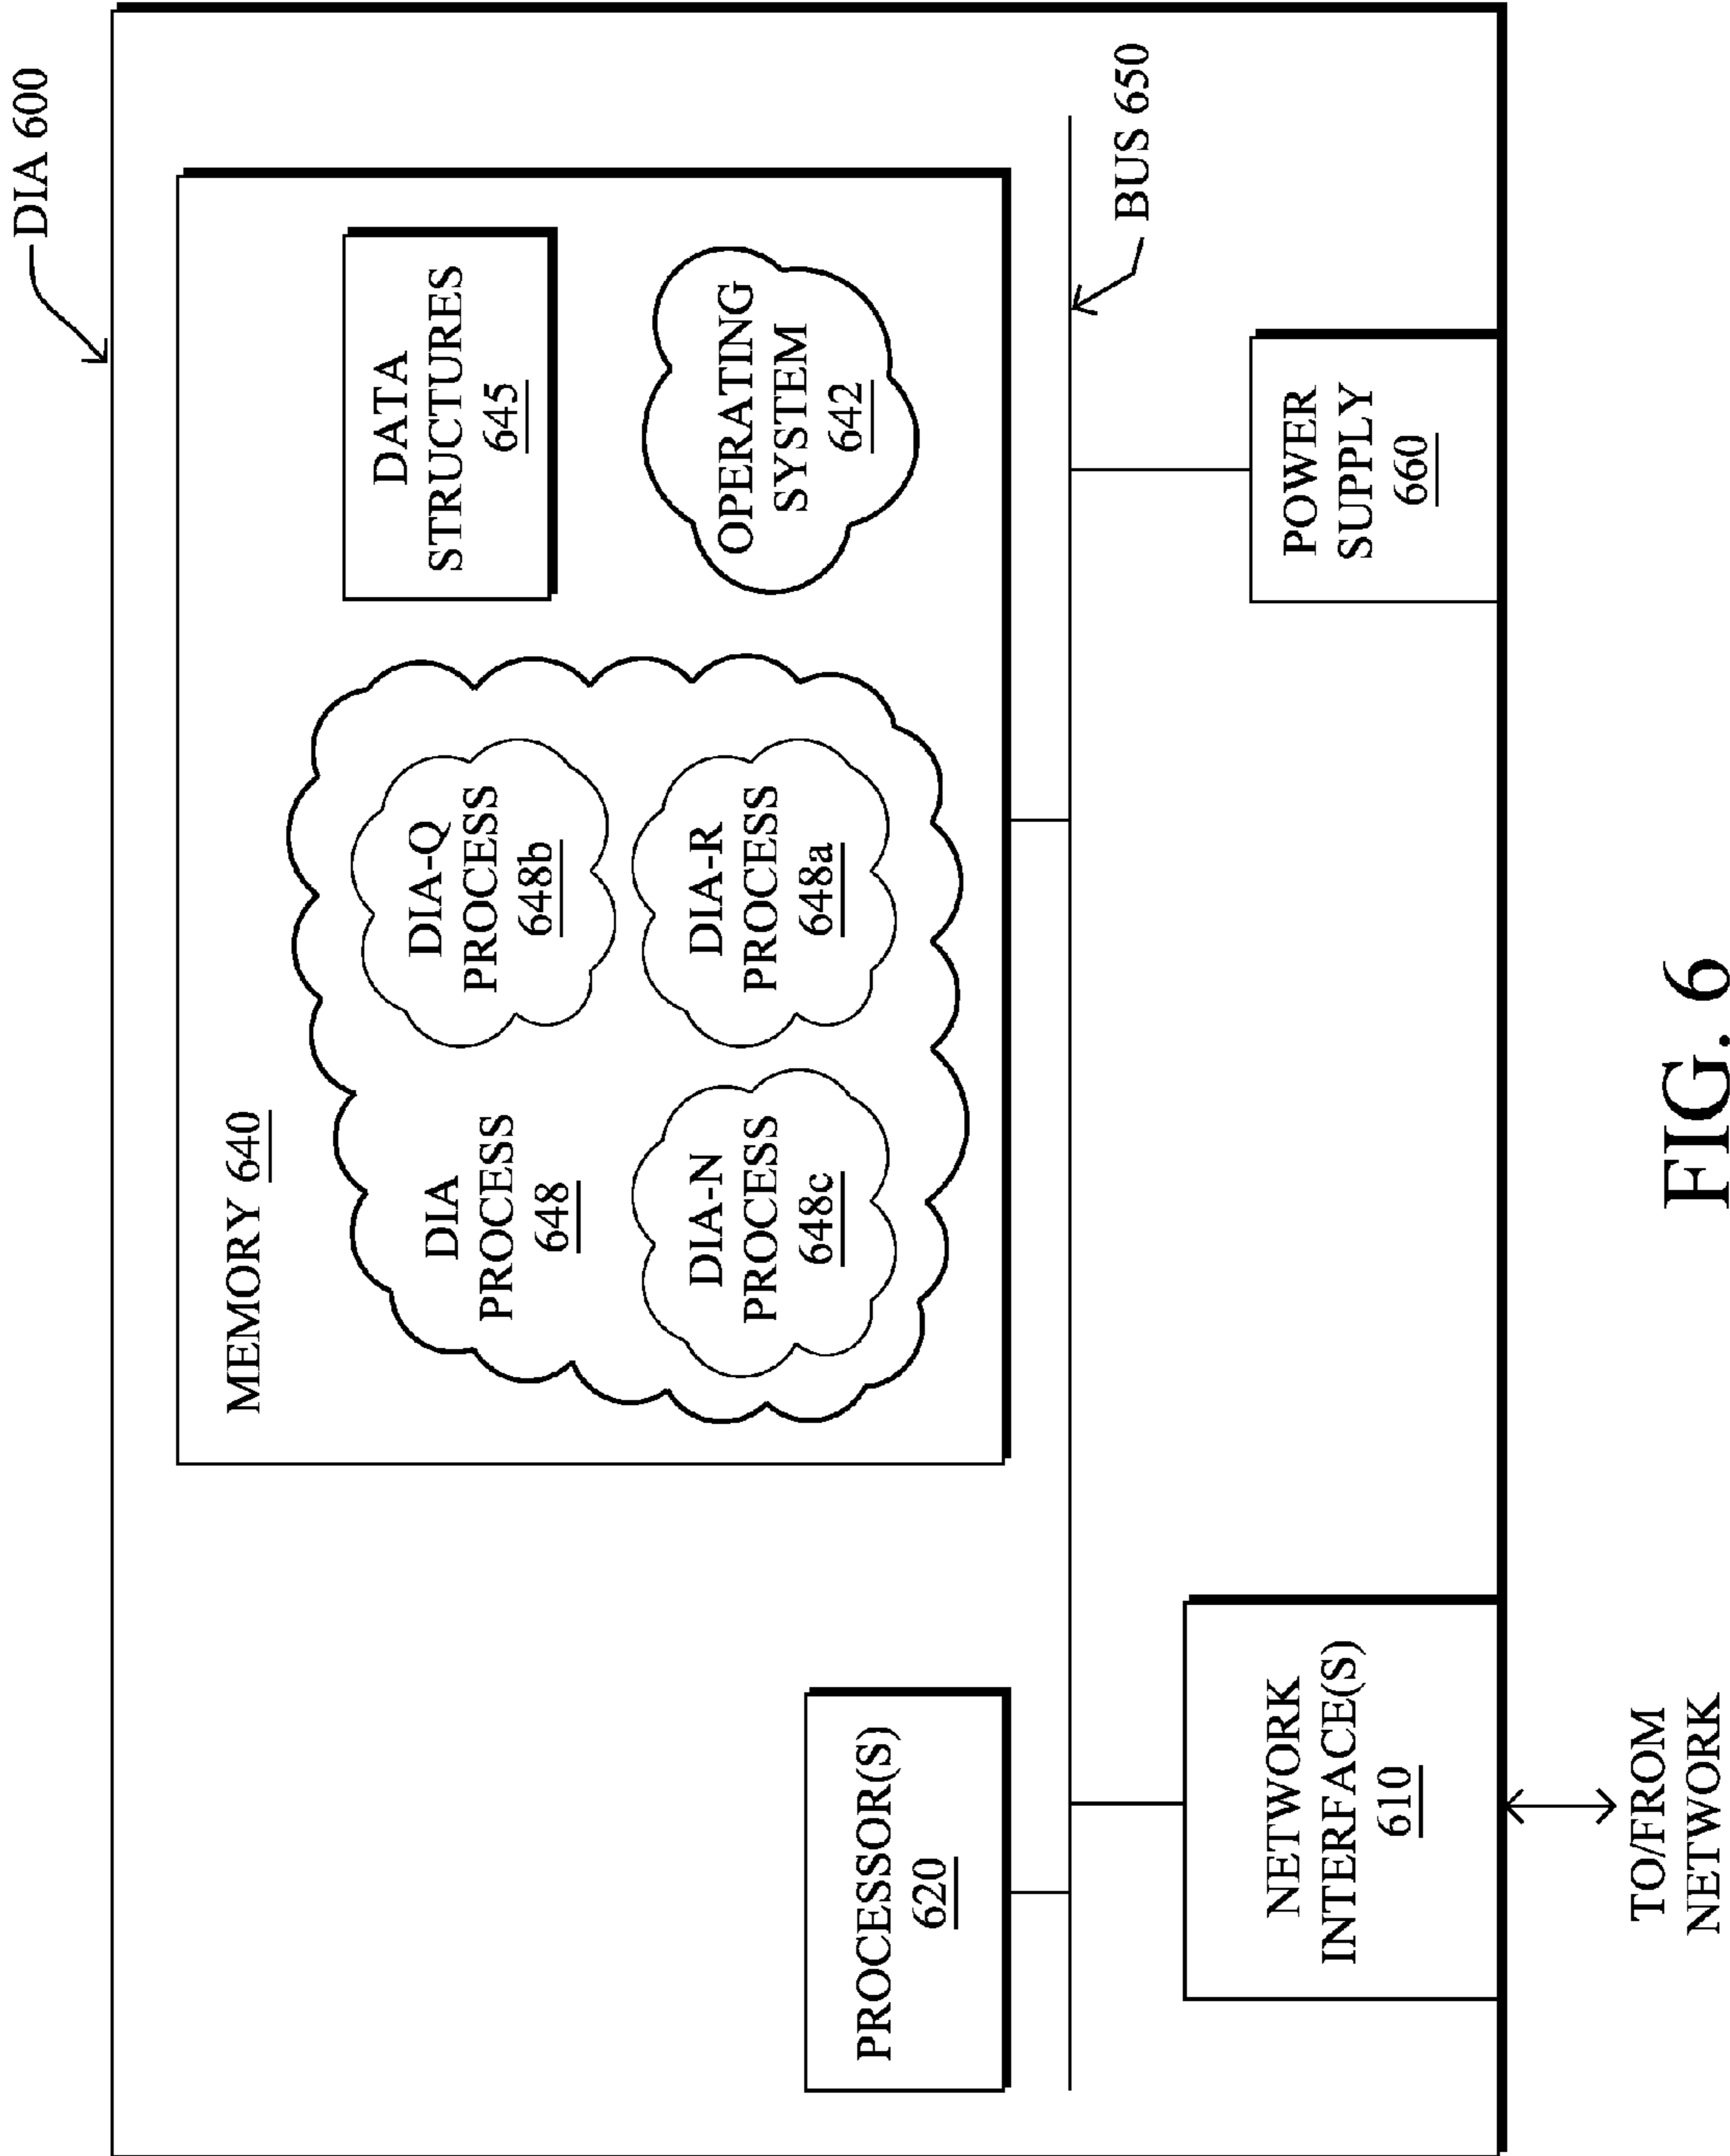 DIA 600
MEMORY 640
DIA
PROCESS
648
DIA-Q
PROCESS
648b
DATA
STRUCTURES
645
DIA-N
PROCESS
648c
DIA-R
PROCESS
648a
OPERATING
SYSTEM
642
PROCESSOR(S)
620
BUS 650
NETWORK
INTERFACE(S)
610
POWER
SUPPLY
660
TO/FROM
NETWORK
FIG. 6